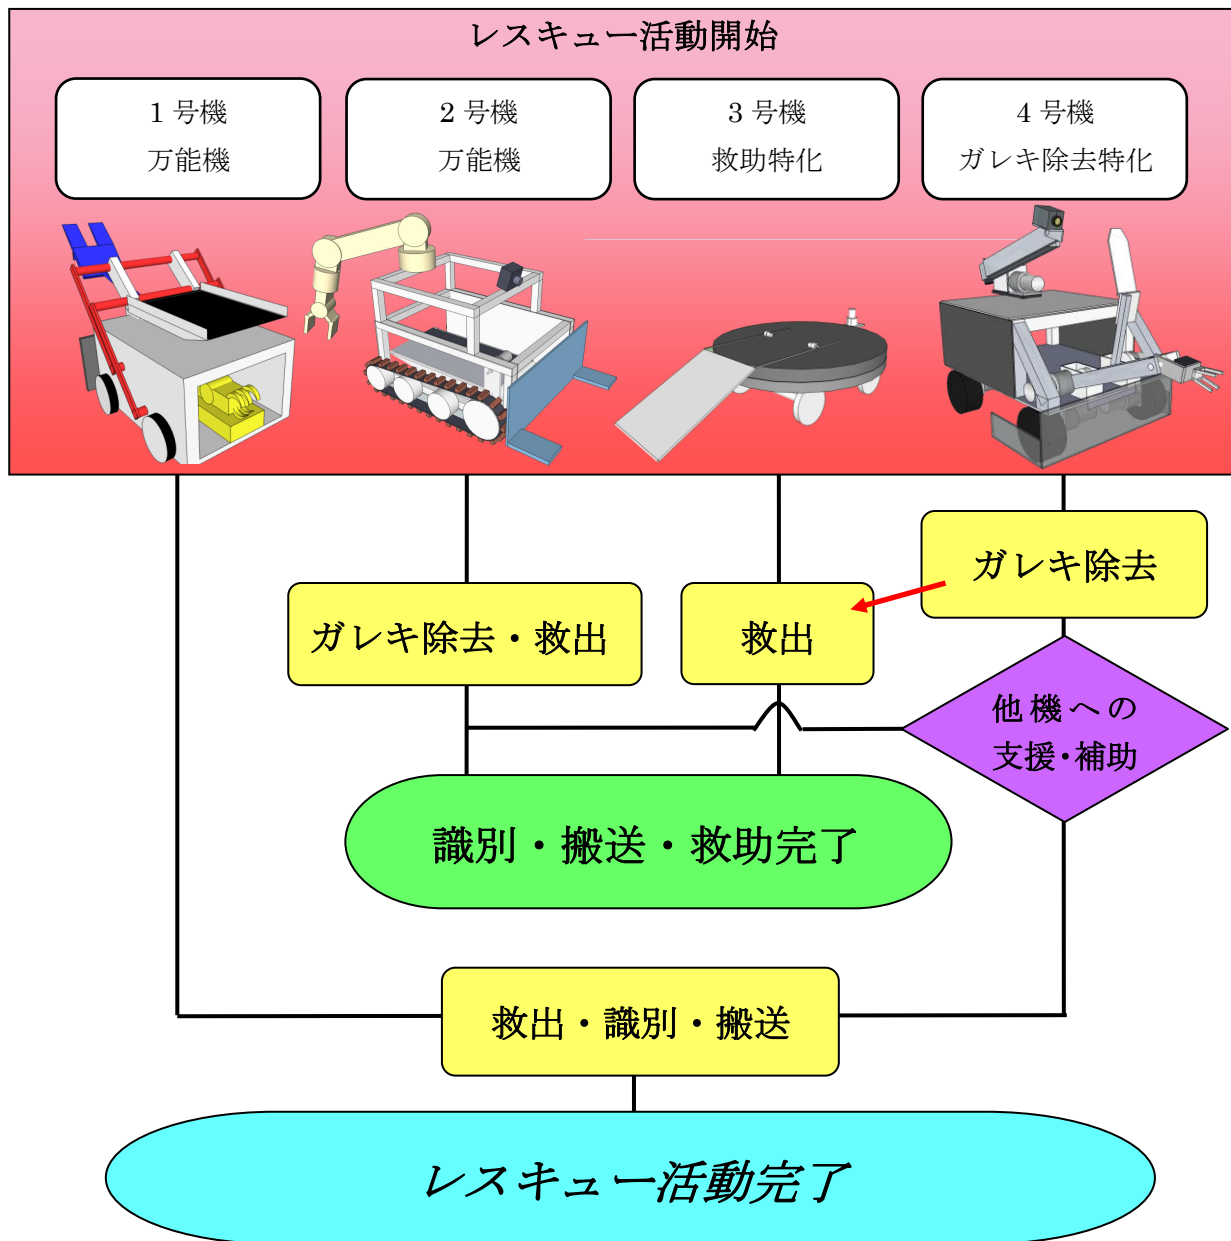 レスキュー活動開始
1 号機
万能機
2 号機
万能機
3 号機
救助特化
4 号機
ガレキ除去特化
ガレキ除去
ガレキ除去・救出
救出
他機への
支援・補助
識別・搬送・救助完了
救出・識別・搬送
レスキュー活動完了